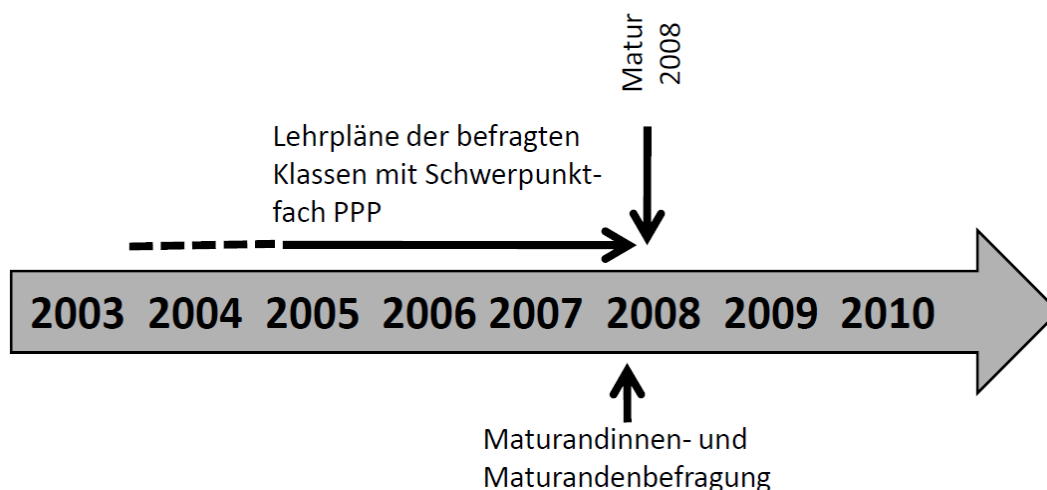 Matur
2008
Lehrpläne der befragten
Klassen mit Schwerpunkt-
fach PPP
2003 2004 2005 2006 2007 2008 2009 2010
Maturandinnen- und
Maturandenbefragung